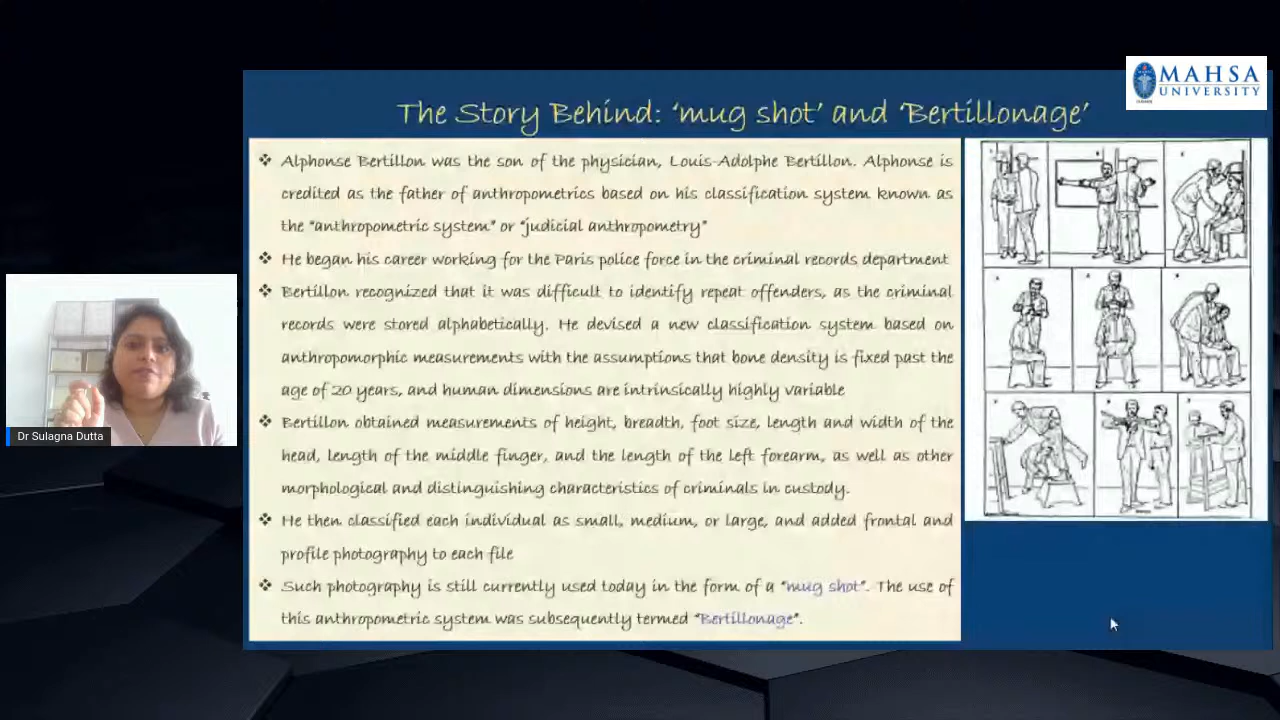 MAHSA
UNIVERSITY
The Story Behind: 'mug shot' and 'Bertillonage'
❖ Alphonse Bertillon was the son of the physician, Louis-Adolphe Bertillon. Alphonse is
credited as the father of anthropometrics based on his classification system known as
the "anthropometric system" or "judicial anthropometry"
❖ He began his career working for the Paris police force in the criminal records department
❖ Bertillon recognized that it was difficult to identify repeat offenders, as the criminal
records were stored alphabetically. He devised a new classification system based on
anthropomorphic measurements with the assumptions that bone density is fixed past the
age of 20 years, and human dimensions are intrinsically highly variable
❖ Bertillon obtained measurements of height, breadth, foot size, length and width of the
head, length of the middle finger, and the length of the left forearm, as well as other
morphological and distinguishing characteristics of criminals in custody.
❖ He then classified each individual as small, medium, or large, and added frontal and
profile photography to each file
❖ Such photography is still currently used today in the form of a "mug shot". The use of
this anthropometric system was subsequently termed "Bertillonage".
Dr Sulagna Dutta